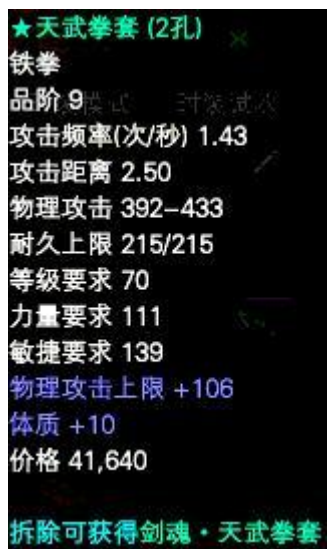 ★天武拳套 (2孔)
铁拳
品阶 9
攻击频率(次/秒) 1.43
攻击距离 2.50
物理攻击 392-433
耐久上限 215/215
等级要求 70
力量要求 111
敏捷要求 139
物理攻击上限 +106
体质 +10
价格 41,640
拆除可获得剑魂·天武拳套